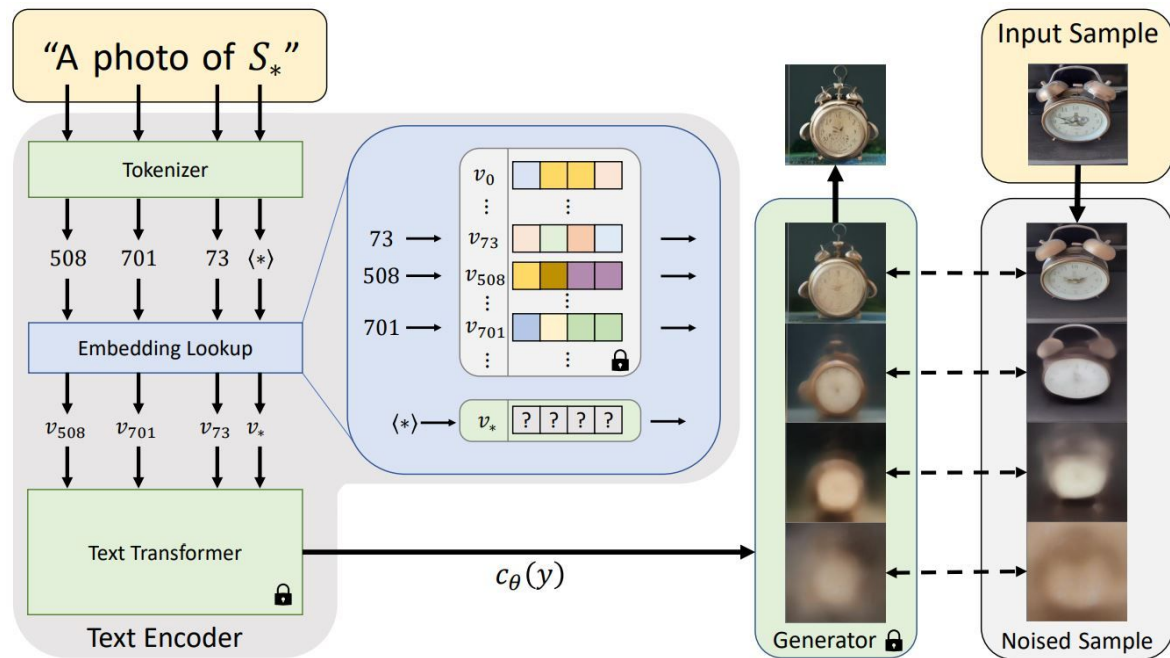 “A photo of S*”
Input Sample
Tokenizer
508 701 73 ⟨*⟩
Embedding Lookup
v508 v701 v73 v*
Text Transformer
Text Encoder
v0
⋮ ⋮
73 v73
508 v508
⋮ ⋮
701 v701
⋮ ⋮
⟨*⟩ v* ? ? ? ?
cθ(y)
Generator
Noised Sample